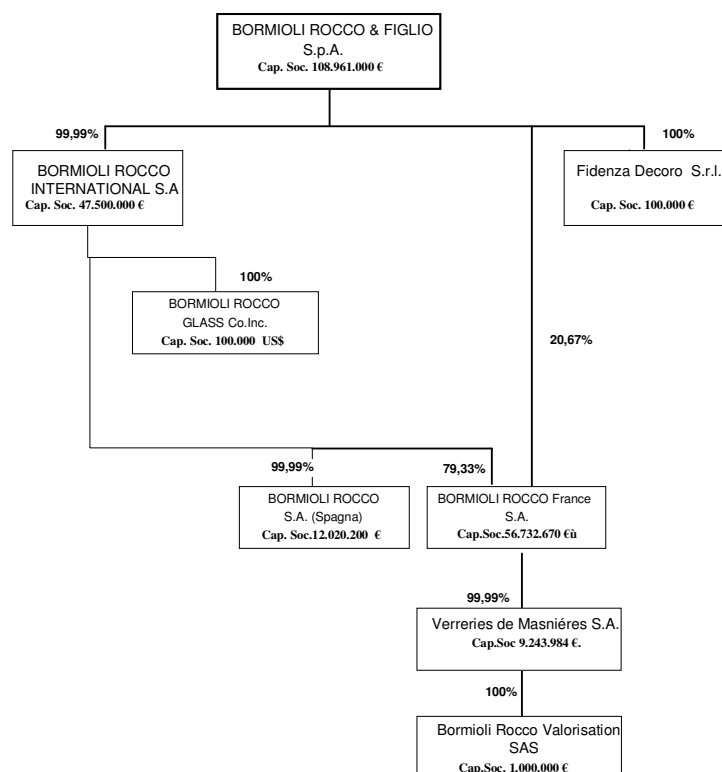 BORMIOLI ROCCO & FIGLIO
S.p.A.
Cap. Soc. 108.961.000 €
99,99%
100%
BORMIOLI ROCCO
INTERNATIONAL S.A
Cap. Soc. 47.500.000 €
Fidenza Decoro S.r.l.
Cap. Soc. 100.000 €
100%
BORMIOLI ROCCO
GLASS Co.Inc.
Cap. Soc. 100.000 US$
20,67%
99,99%
79,33%
BORMIOLI ROCCO
S.A. (Spagna)
Cap. Soc.12.020.200 €
BORMIOLI ROCCO France
S.A.
Cap.Soc.56.732.670 €ù
99,99%
Verreries de Masniéres S.A.
Cap.Soc 9.243.984 €.
100%
Bormioli Rocco Valorisation
SAS
Cap.Soc. 1.000.000 €